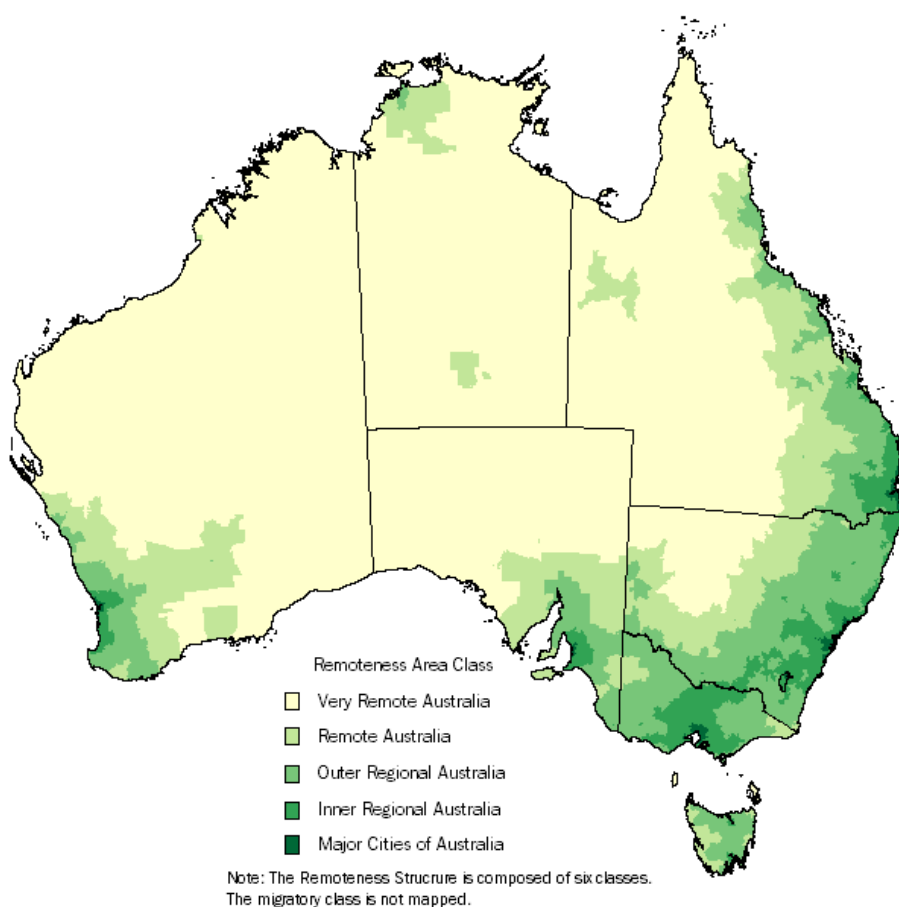 Remoteness Area Class
Very Remote Australia
Remote Australia
Outer Regional Australia
Inner Regional Australia
Major Cities of Australia
Note: The Remoteness Strucrure is composed of six classes.
The migratory class is not mapped.